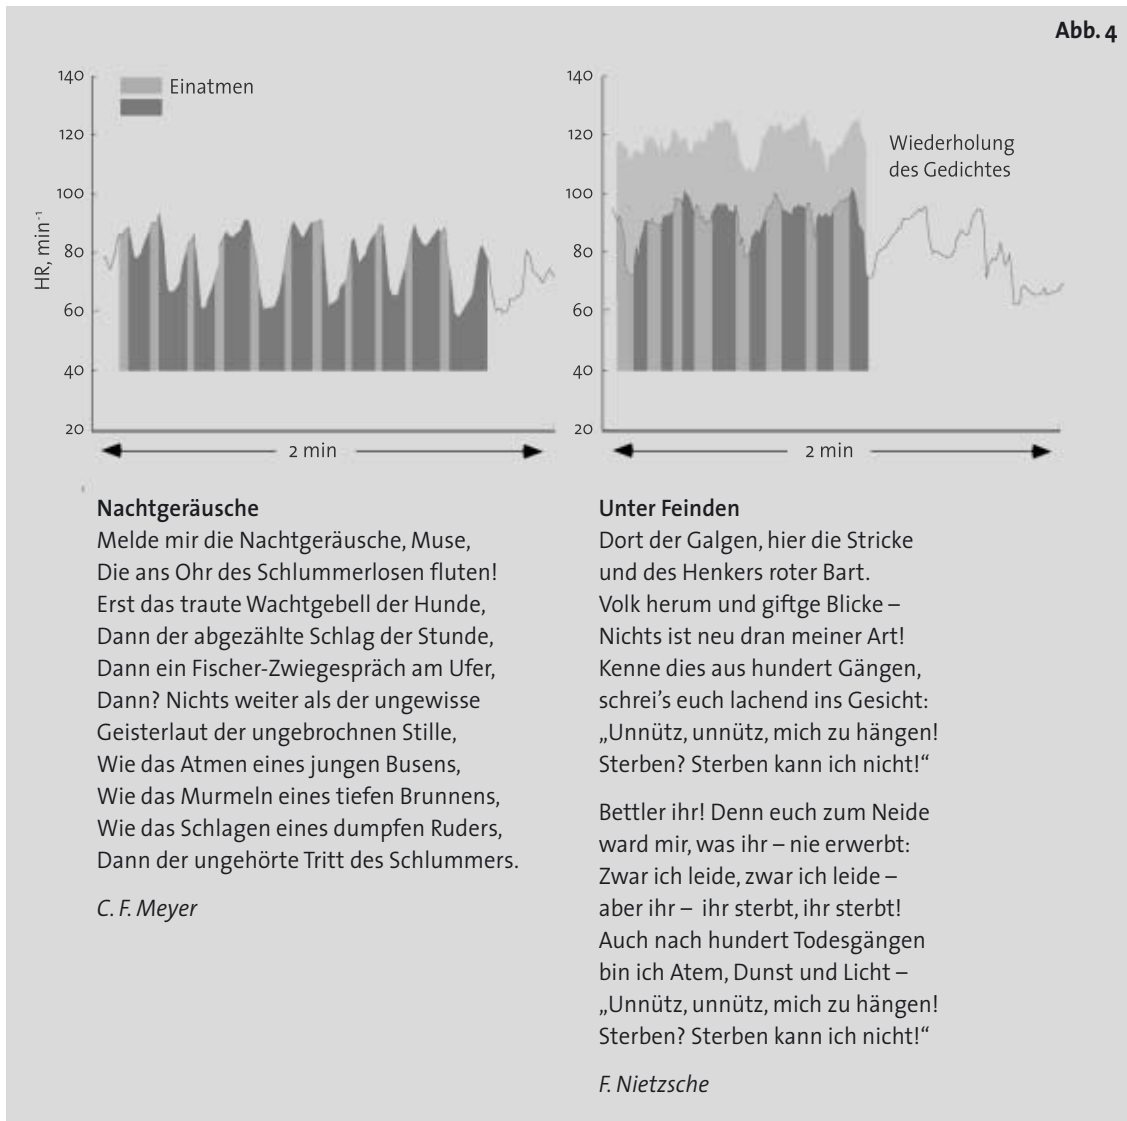 Abb. 4
140
120
100
80
60
40
20
HR, min⁻¹
Einatmen
2 min
140
120
100
80
60
40
20
Wiederholung
des Gedichtes
2 min
Nachtgeräusche
Melde mir die Nachtgeräusche, Muse,
Die ans Ohr des Schlummerlosen fluten!
Erst das traute Wachtgebell der Hunde,
Dann der abgezählte Schlag der Stunde,
Dann ein Fischer-Zwiegespräch am Ufer,
Dann? Nichts weiter als der ungewisse
Geisterlaut der ungebrochnen Stille,
Wie das Atmen eines jungen Busens,
Wie das Murmeln eines tiefen Brunnens,
Wie das Schlagen eines dumpfen Ruders,
Dann der ungehörte Tritt des Schlummers.
C. F. Meyer
Unter Feinden
Dort der Galgen, hier die Stricke
und des Henkers roter Bart.
Volk herum und giftge Blicke –
Nichts ist neu dran meiner Art!
Kenne dies aus hundert Gängen,
schrei’s euch lachend ins Gesicht:
„Unnütz, unnütz, mich zu hängen!
Sterben? Sterben kann ich nicht!“
Bettler ihr! Denn euch zum Neide
ward mir, was ihr – nie erwerbt:
Zwar ich leide, zwar ich leide –
aber ihr – ihr sterbt, ihr sterbt!
Auch nach hundert Todesgängen
bin ich Atem, Dunst und Licht –
„Unnütz, unnütz, mich zu hängen!
Sterben? Sterben kann ich nicht!“
F. Nietzsche